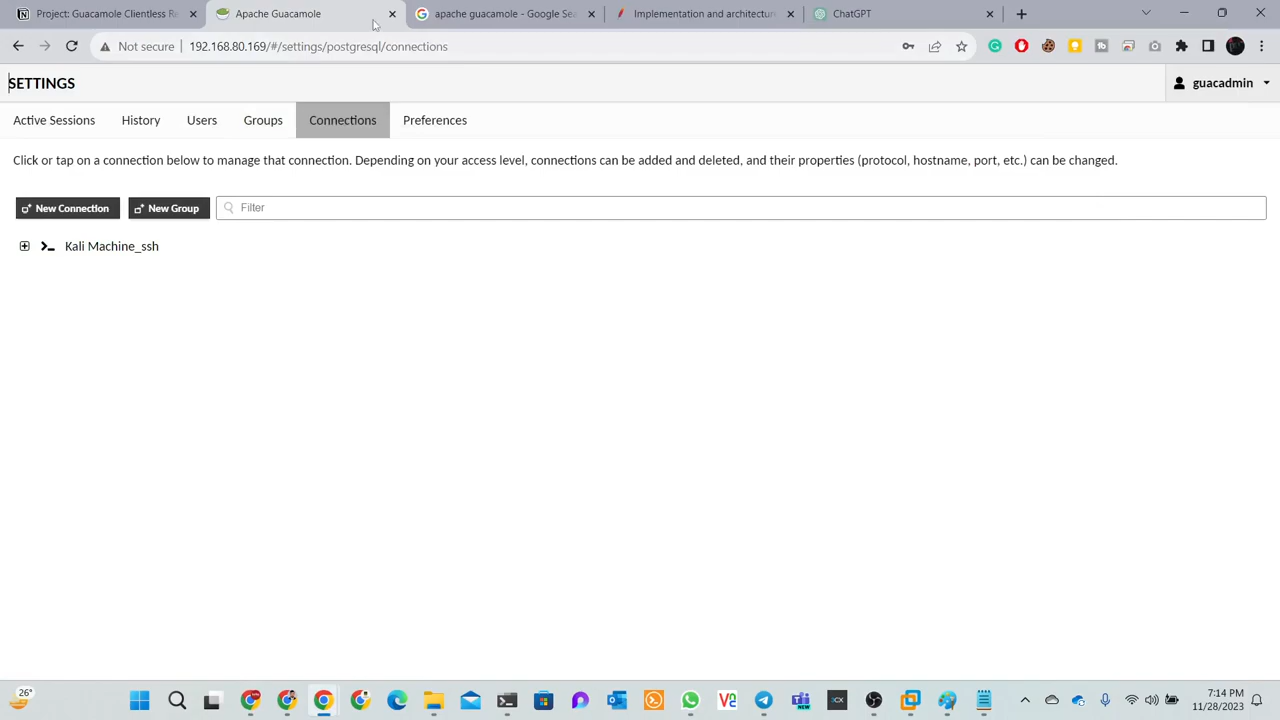 Project: Guacamole Clientless Re
Apache Guacamole
apache guacamole - Google Sea
Implementation and architecture
ChatGPT
Not secure
192.168.80.169/#/settings/postgresql/connections
SETTINGS
guacadmin
Active Sessions
History
Users
Groups
Connections
Preferences
Click or tap on a connection below to manage that connection. Depending on your access level, connections can be added and deleted, and their properties (protocol, hostname, port, etc.) can be changed.
New Connection
New Group
Filter
Kali Machine_ssh
26°
7:14 PM
11/28/2023